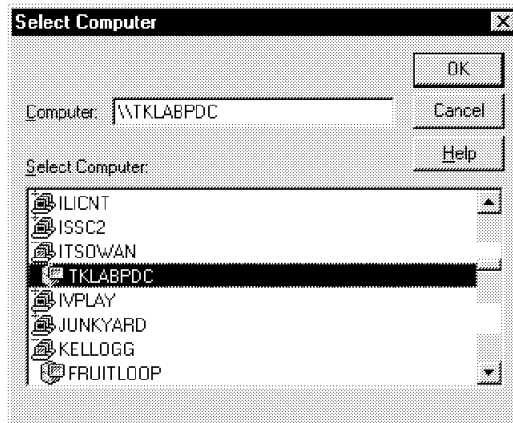 Select Computer
OK
Computer: \\TKLABPDC
Cancel
Help
Select Computer:
ILICNT
ISSC2
ITSOWAN
TKLABPDC
IVPLAY
JUNKYARD
KELLOGG
FRUITLOOP